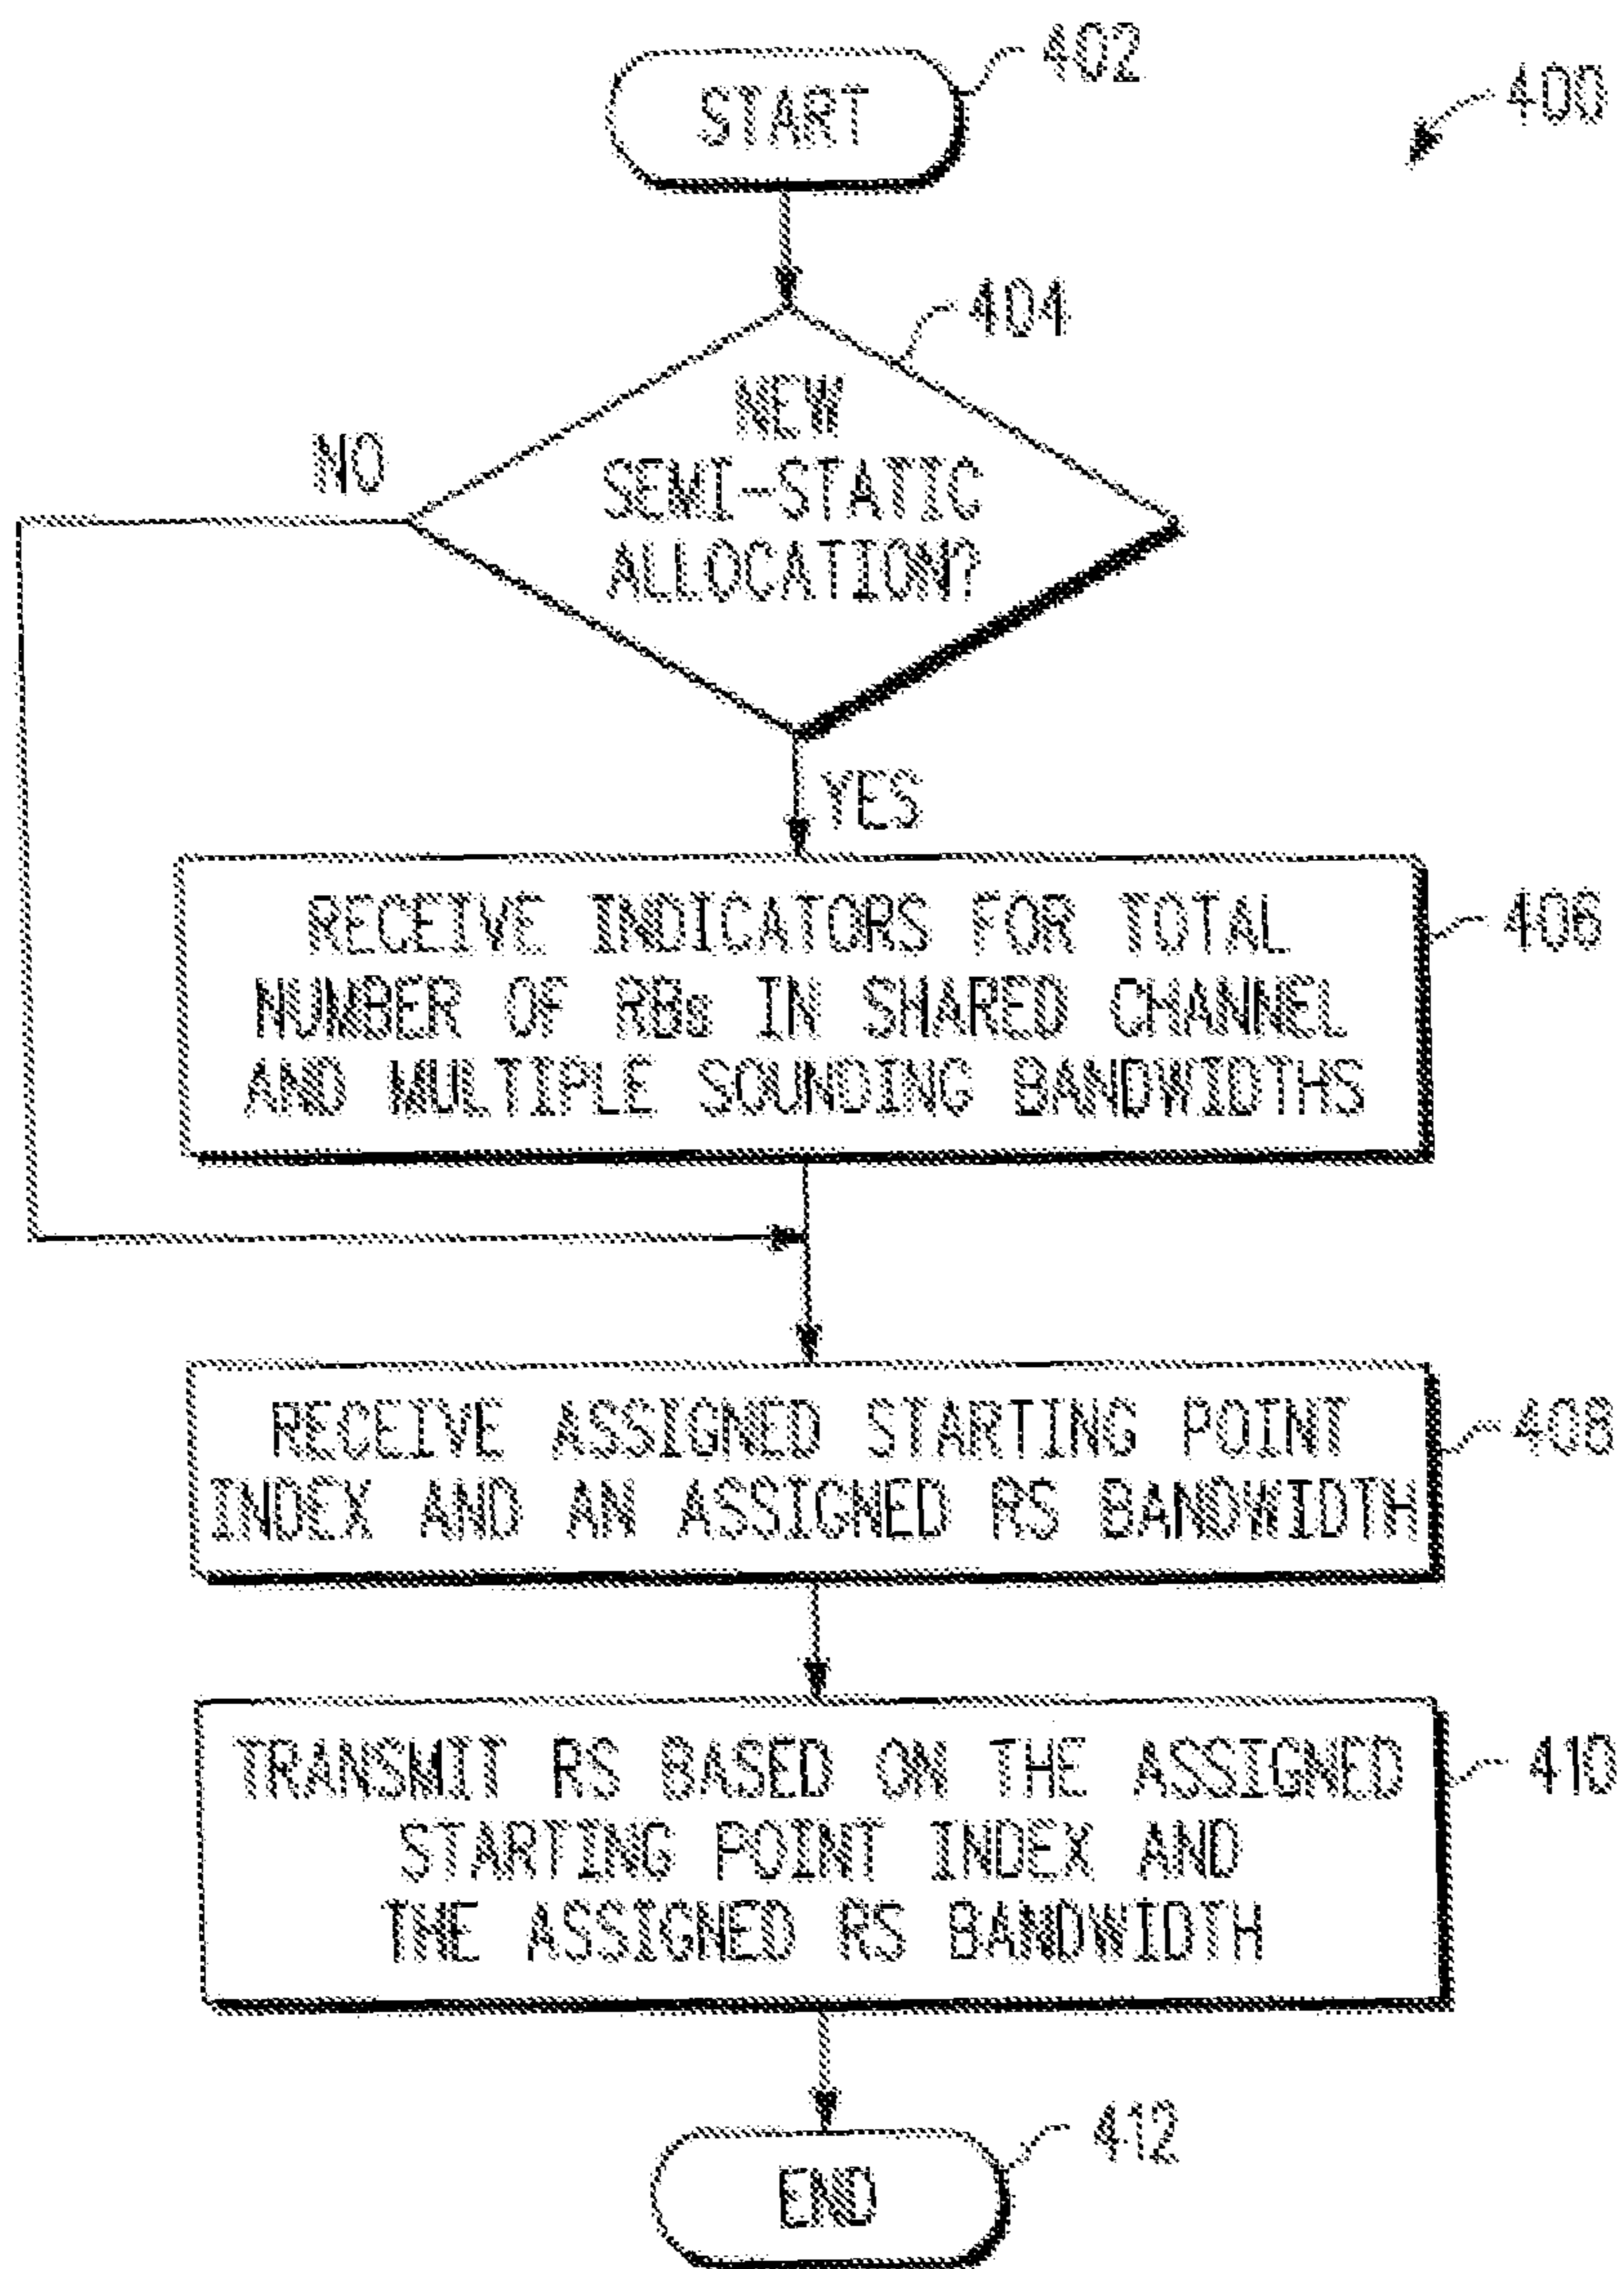 402
START
400
404
NEW
SEMI-STATIC
ALLOCATION?
NO
YES
RECEIVE INDICATORS FOR TOTAL
NUMBER OF RBs IN SHARED CHANNEL
AND MULTIPLE SOUNDING BANDWIDTHS
406
RECEIVE ASSIGNED STARTING POINT
INDEX AND AN ASSIGNED RS BANDWIDTH
408
TRANSMIT RS BASED ON THE ASSIGNED
STARTING POINT INDEX AND
THE ASSIGNED RS BANDWIDTH
410
412
END